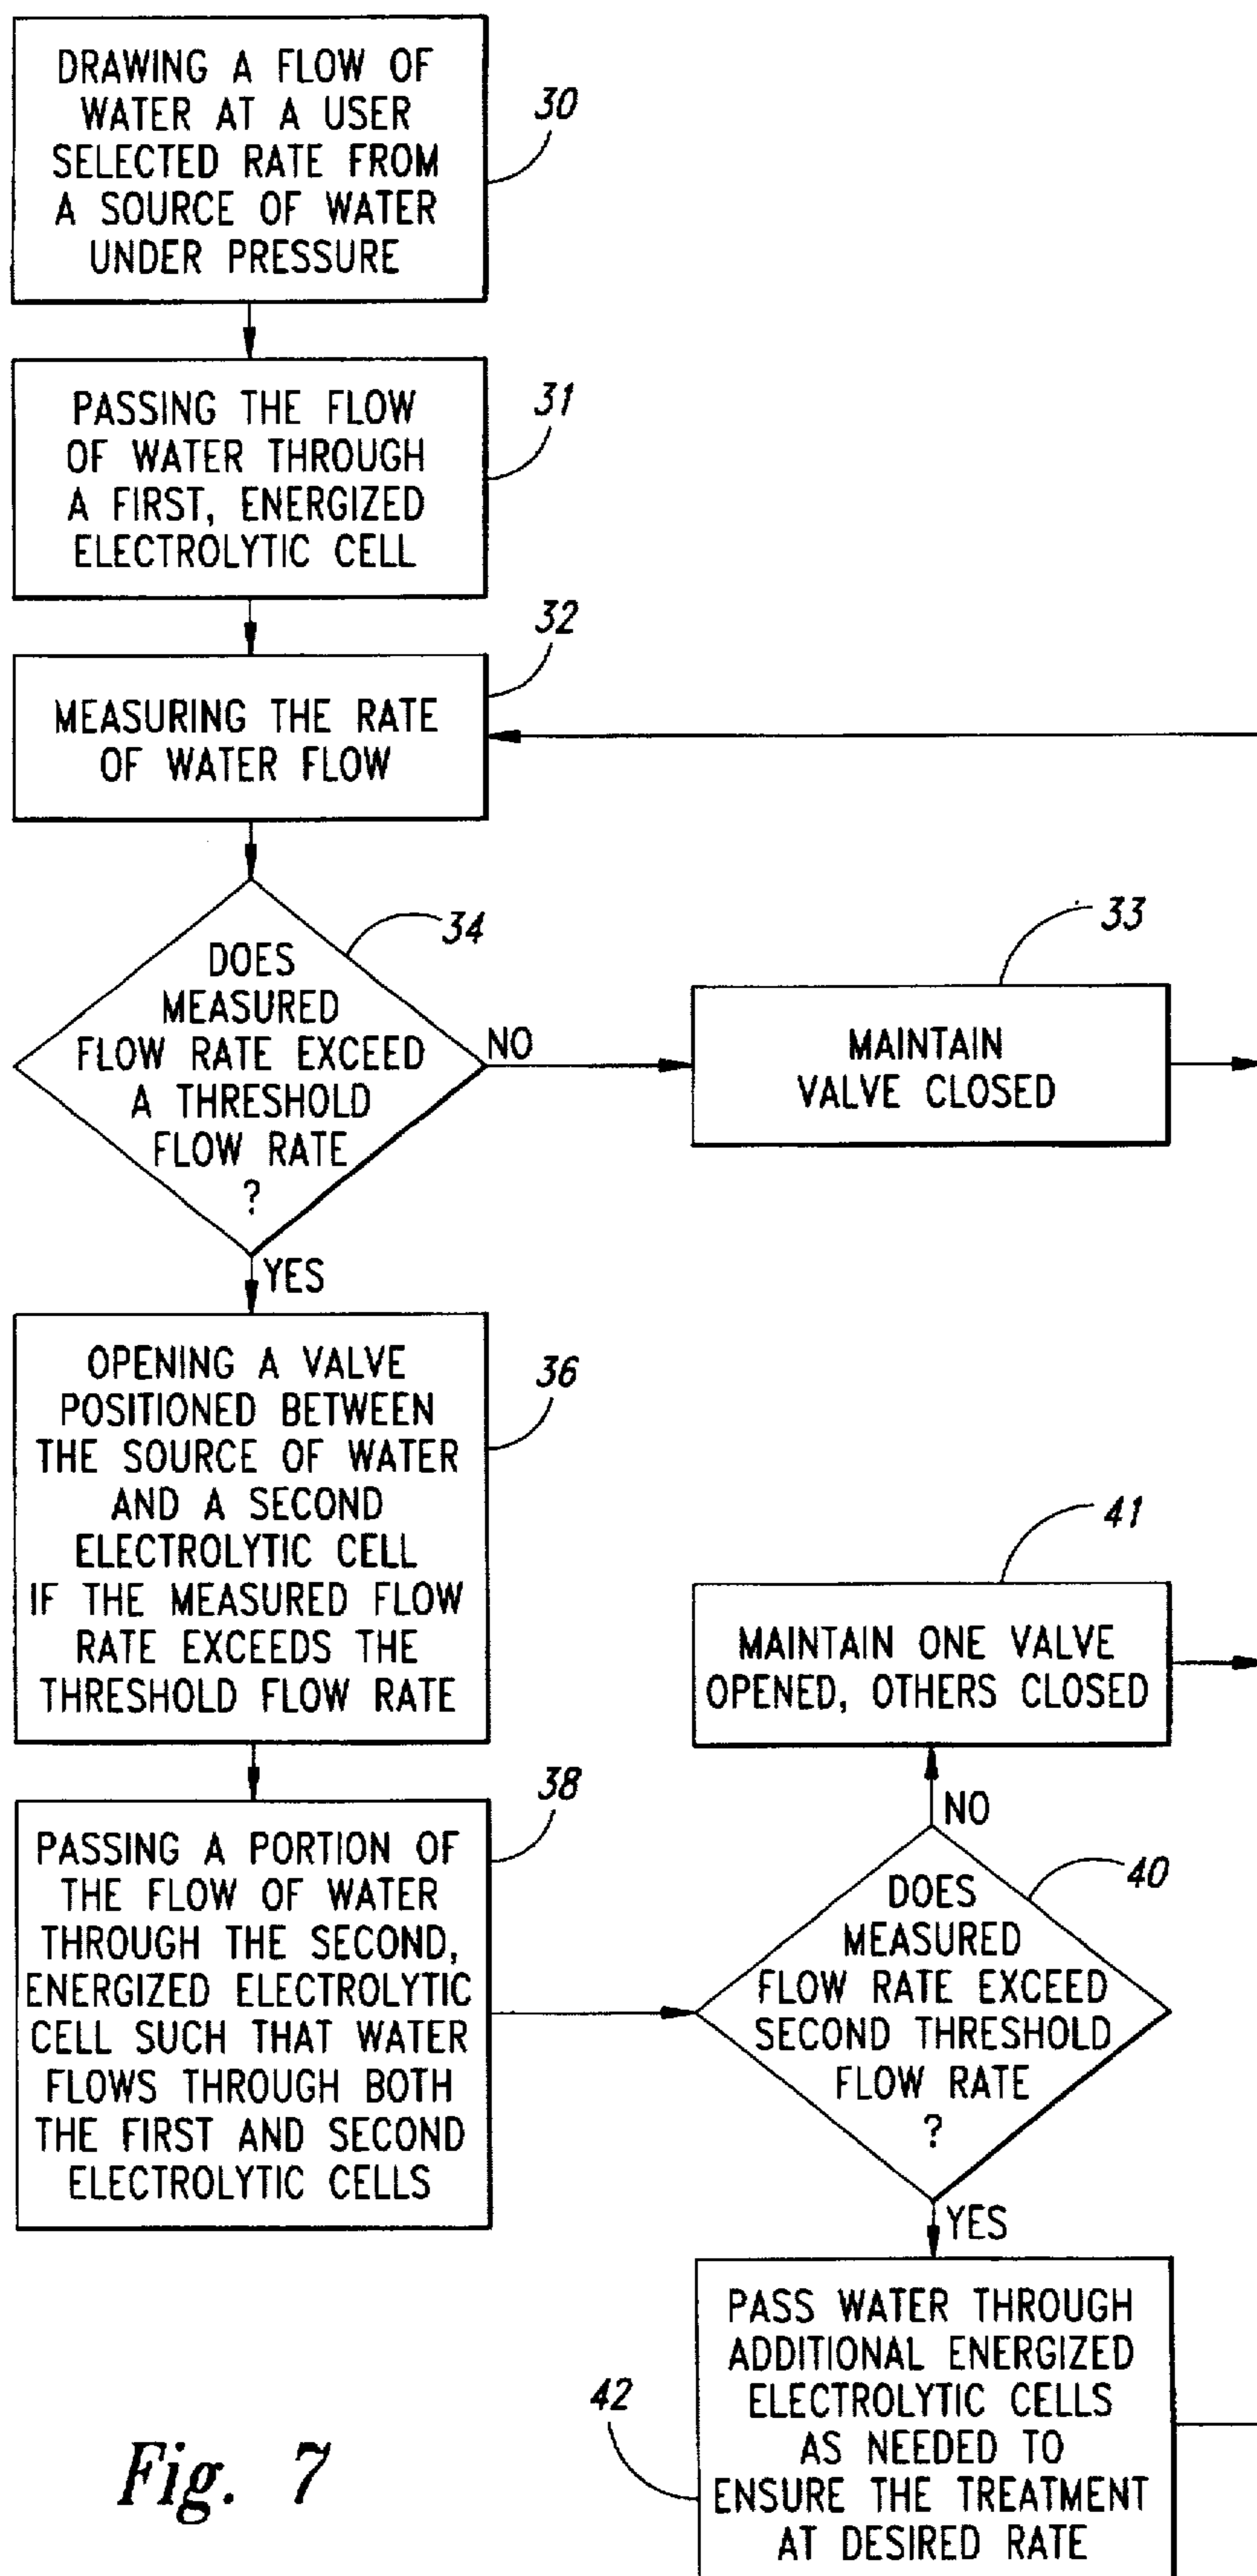 DRAWING A FLOW OF
WATER AT A USER
SELECTED RATE FROM
A SOURCE OF WATER
UNDER PRESSURE
30
PASSING THE FLOW
OF WATER THROUGH
A FIRST, ENERGIZED
ELECTROLYTIC CELL
31
MEASURING THE RATE
OF WATER FLOW
32
DOES
MEASURED
FLOW RATE EXCEED
A THRESHOLD
FLOW RATE
?
34
NO
MAINTAIN
VALVE CLOSED
33
YES
OPENING A VALVE
POSITIONED BETWEEN
THE SOURCE OF WATER
AND A SECOND
ELECTROLYTIC CELL
IF THE MEASURED FLOW
RATE EXCEEDS THE
THRESHOLD FLOW RATE
36
PASSING A PORTION OF
THE FLOW OF WATER
THROUGH THE SECOND,
ENERGIZED ELECTROLYTIC
CELL SUCH THAT WATER
FLOWS THROUGH BOTH
THE FIRST AND SECOND
ELECTROLYTIC CELLS
38
41
MAINTAIN ONE VALVE
OPENED, OTHERS CLOSED
NO
DOES
MEASURED
FLOW RATE EXCEED
SECOND THRESHOLD
FLOW RATE
?
40
YES
PASS WATER THROUGH
ADDITIONAL ENERGIZED
ELECTROLYTIC CELLS
AS NEEDED TO
ENSURE THE TREATMENT
AT DESIRED RATE
42
Fig. 7